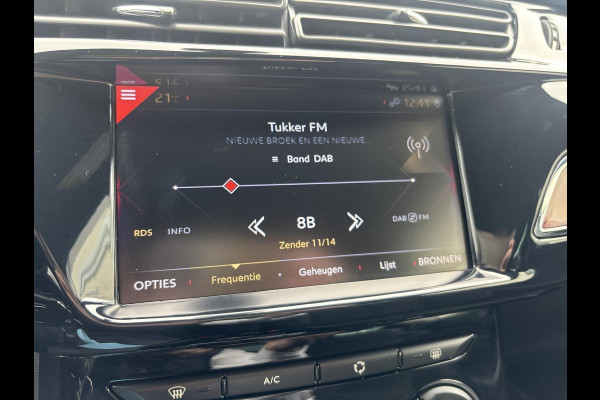 21°
12:41
Tukker FM
NIEUWE BROEK EN EEN NIEUWE .
≡ Band DAB
RDS INFO
8B
DAB FM
Zender 11/14
OPTIES Frequentie Geheugen Lijst BRONNEN
A/C